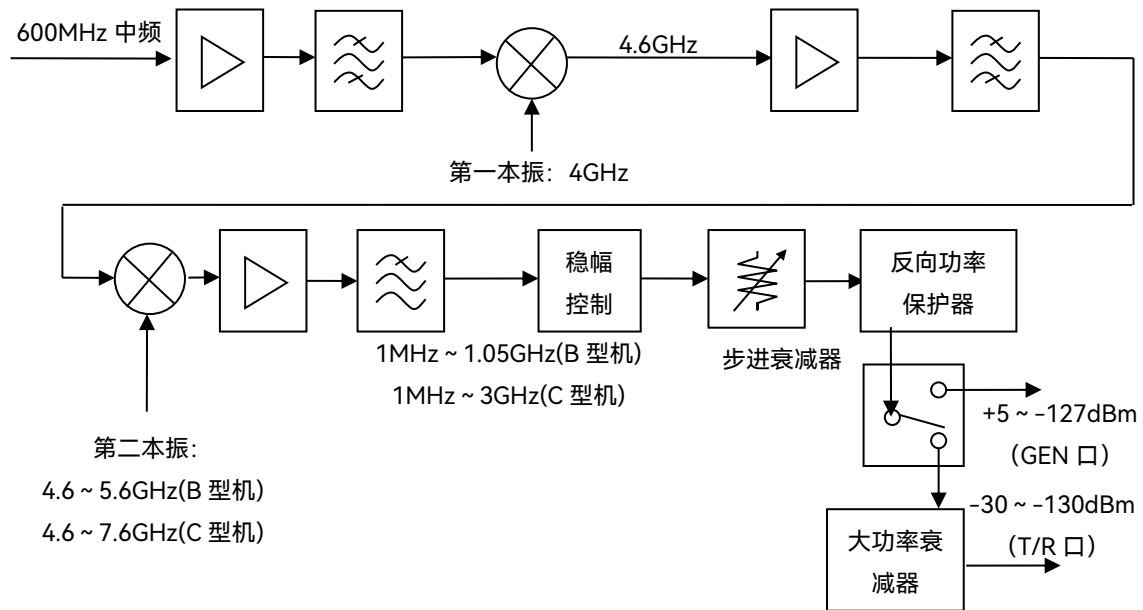 600MHz 中频
4.6GHz
第一本振：4GHz
稳幅
控制
反向功率
保护器
1MHz ~ 1.05GHz(B 型机)
1MHz ~ 3GHz(C 型机)
步进衰减器
第二本振：
4.6 ~ 5.6GHz(B 型机)
4.6 ~ 7.6GHz(C 型机)
+5 ~ -127dBm
（GEN 口）
-30 ~ -130dBm
（T/R 口）
大功率衰
减器